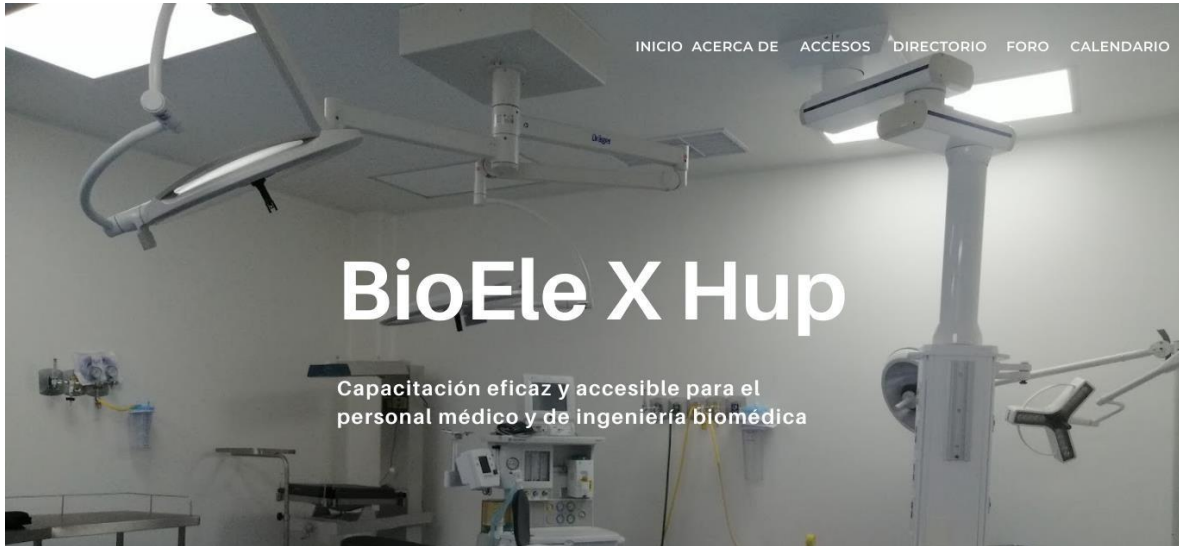 INICIO ACERCA DE ACCESOS DIRECTORIO FORO CALENDARIO
Dräger
BioEle X Hup
Capacitación eficaz y accesible para el
personal médico y de ingeniería biomédica